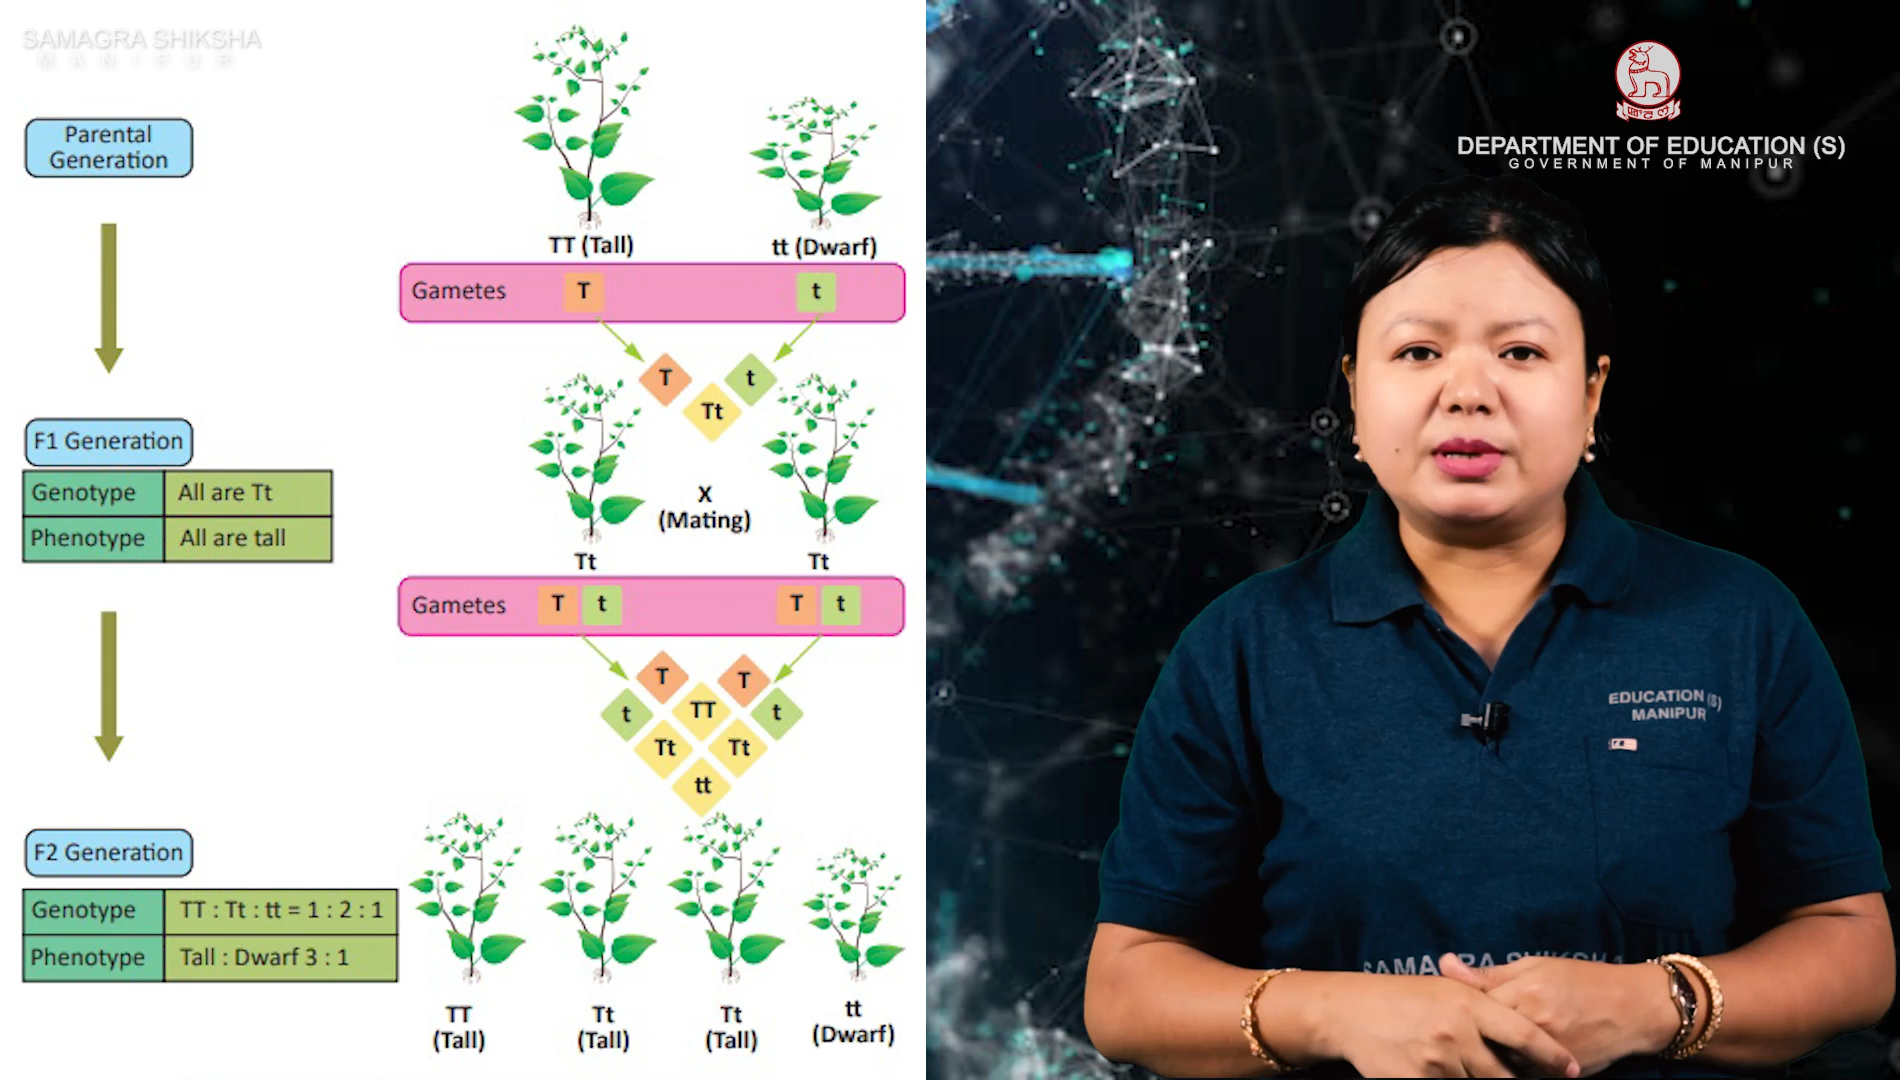 SAMAGRA SHIKSHA
MANIPUR
Parental
Generation
TT (Tall)
tt (Dwarf)
Gametes
T
t
T
t
Tt
F1 Generation
Genotype All are Tt
Phenotype All are tall
X
(Mating)
Tt
Tt
Gametes
T t
T t
T
T
t
TT
t
Tt
Tt
tt
F2 Generation
Genotype TT : Tt : tt = 1 : 2 : 1
Phenotype Tall : Dwarf 3 : 1
TT
(Tall)
Tt
(Tall)
Tt
(Tall)
tt
(Dwarf)
DEPARTMENT OF EDUCATION (S)
GOVERNMENT OF MANIPUR
EDUCATION (S)
MANIPUR
SAMAGRA SHIKSHA